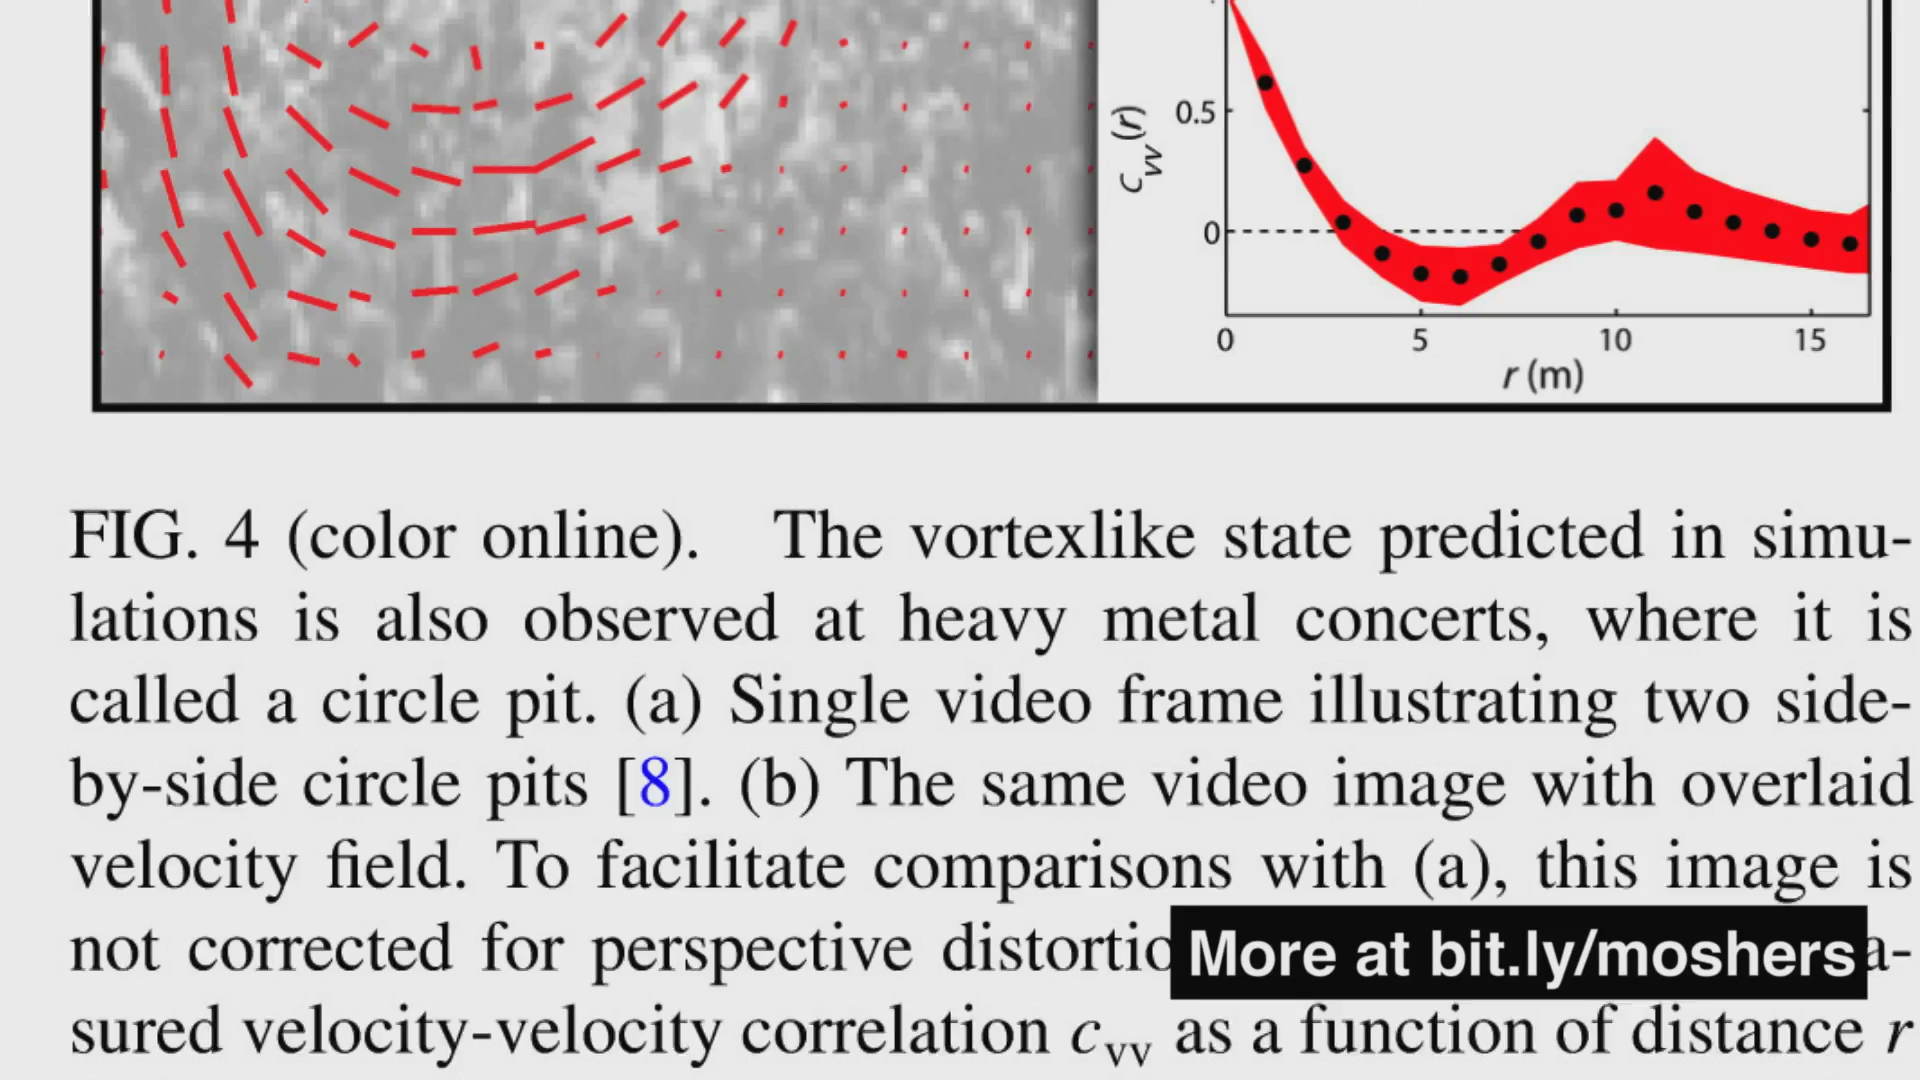 c_vv(r)
0.5
0
0 5 10 15
r (m)
FIG. 4 (color online). The vortexlike state predicted in simu-
lations is also observed at heavy metal concerts, where it is
called a circle pit. (a) Single video frame illustrating two side-
by-side circle pits [8]. (b) The same video image with overlaid
velocity field. To facilitate comparisons with (a), this image is
not corrected for perspective distortio
More at bit.ly/moshers
a-
sured velocity-velocity correlation c_vv as a function of distance r